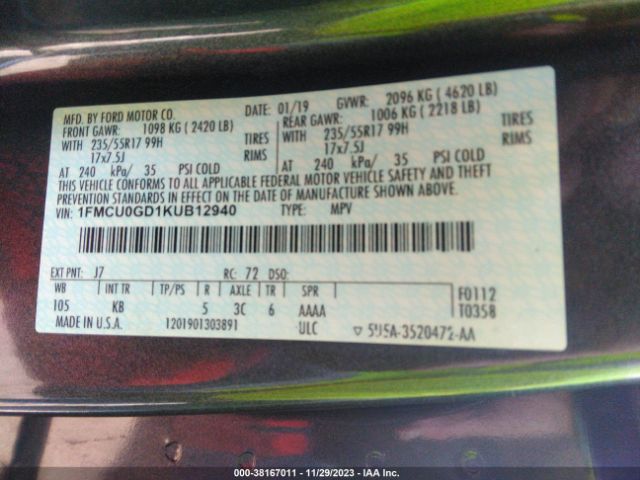 MFD. BY FORD MOTOR CO.
DATE: 01/19 GVWR: 2096 KG ( 4620 LB)
FRONT GAWR: 1098 KG ( 2420 LB) REAR GAWR: 1006 KG ( 2218 LB)
WITH 235/55R17 99H TIRES WITH 235/55R17 99H TIRES
17x7.5J RIMS 17x7.5J RIMS
AT 240 kPa/ 35 PSI COLD AT 240 kPa/ 35 PSI COLD
THIS VEHICLE CONFORMS TO ALL APPLICABLE FEDERAL MOTOR VEHICLE SAFETY AND THEFT
PREVENTION STANDARDS IN EFFECT ON THE DATE OF MANUFACTURE SHOWN ABOVE.
VIN: 1FMCU0GD1KUB12940 TYPE: MPV
EXT PNT: J7 RC: 72 DSO:
WB INT TR TP/PS R AXLE TR SPR
105 KB 5 3C 6 AAAA
F0112
T0358
MADE IN U.S.A. 1201901303891 ULC 5U5A-3520472-AA
000-38167011 - 11/29/2023 - IAA Inc.